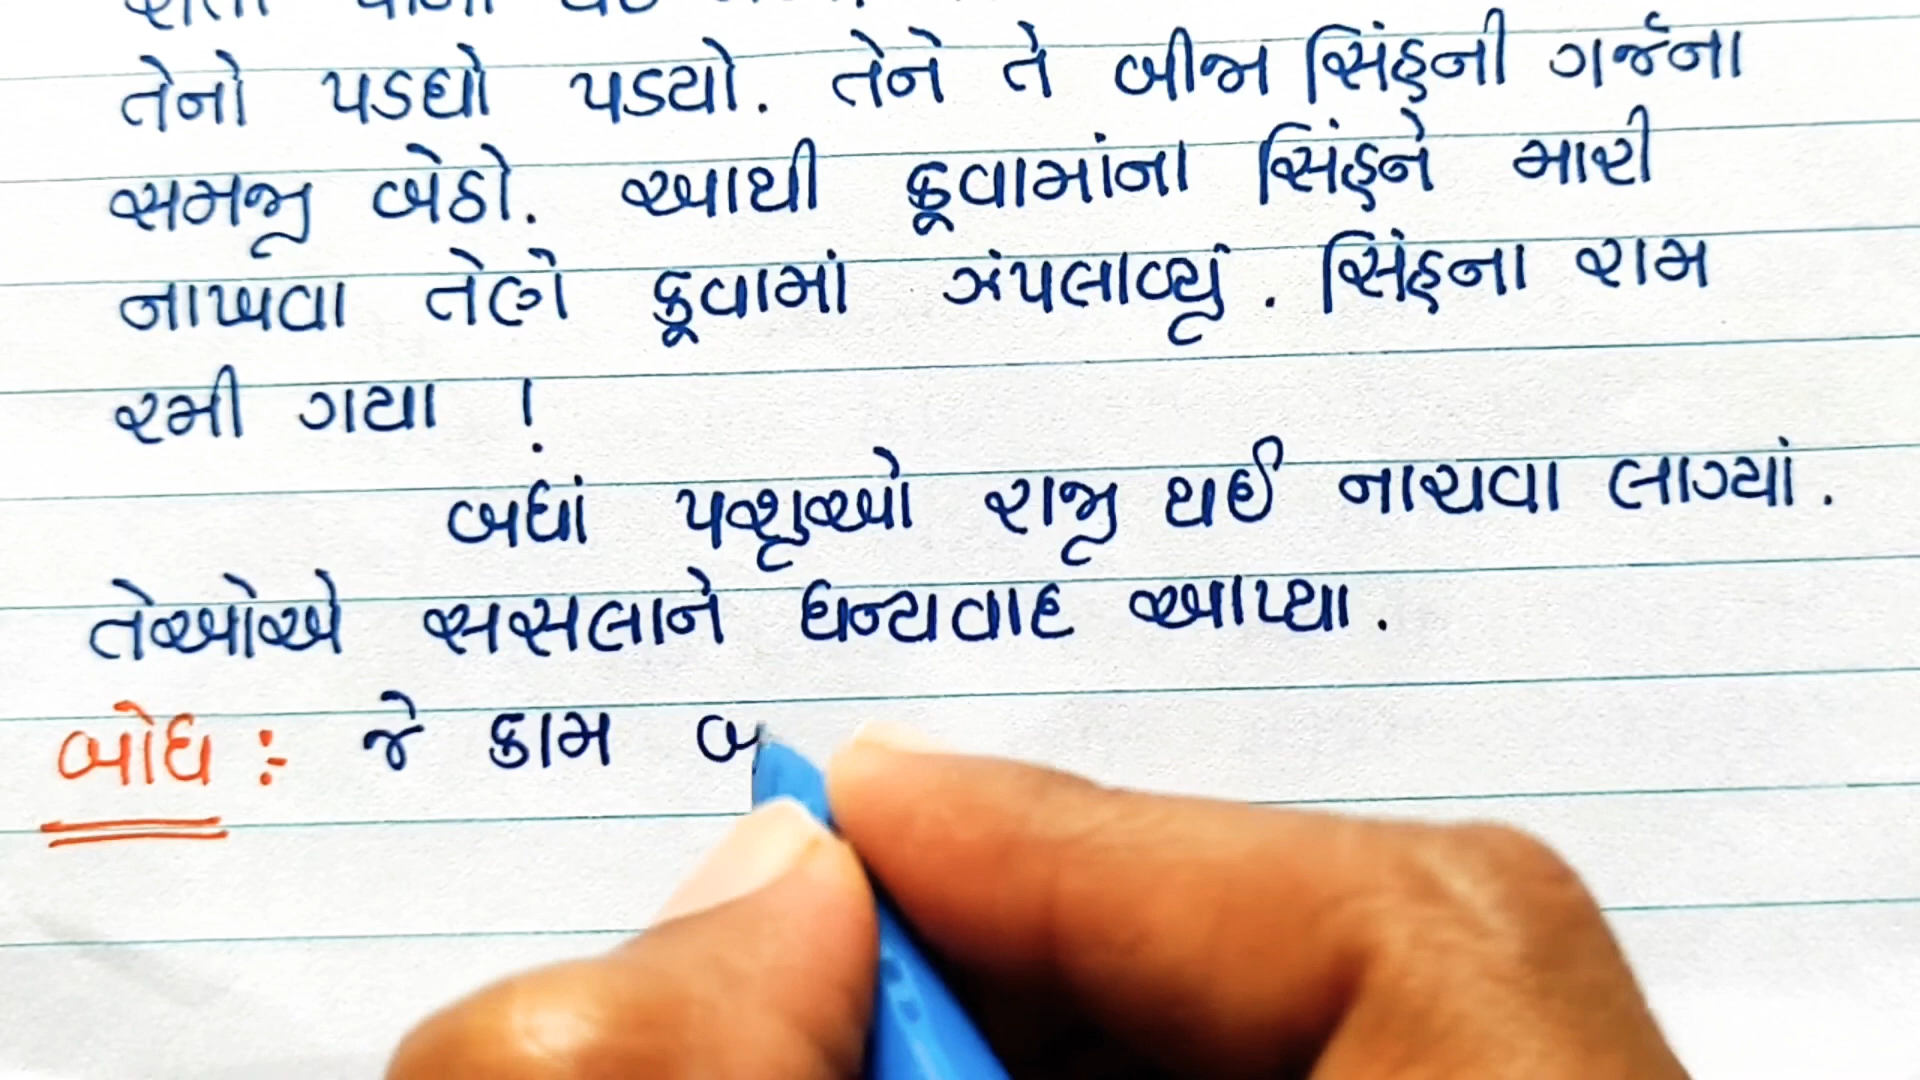 તેનો પડઘો પડયો. તેને તે બીજા સિંહની ગર્જના
સમજી બેઠો. આથી કૂવામાંના સિંહને મારી
નાખવા તેણે કૂવામાં ઝંપલાવ્યું. સિંહના રામ
રમી ગયા !
બધાં પશુઓ રાજી થઈ નાચવા લાગ્યાં.
તેઓએ સસલાને ધન્યવાદ આપ્યા.
બોધ :- જે કામ બ